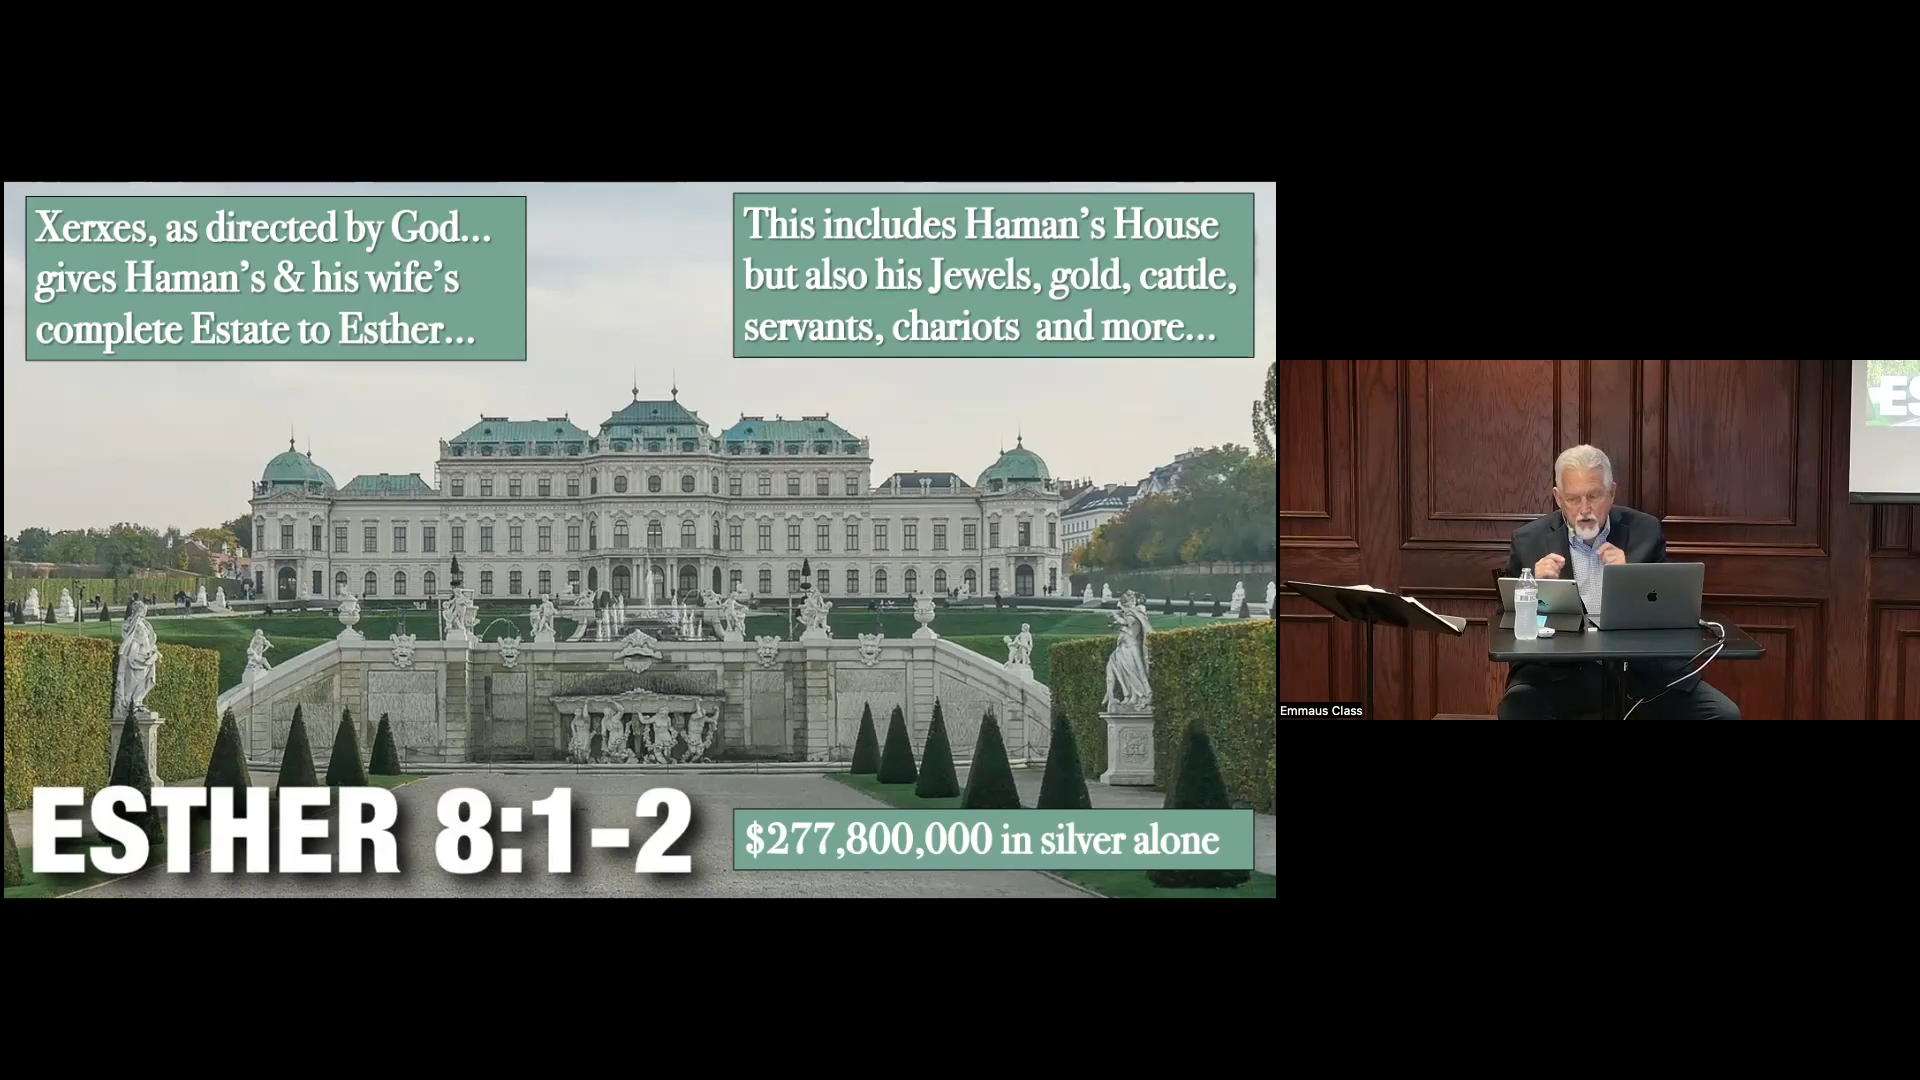 Xerxes, as directed by God...
gives Haman's & his wife's
complete Estate to Esther...
This includes Haman's House
but also his Jewels, gold, cattle,
servants, chariots and more...
ESTHER 8:1-2
$277,800,000 in silver alone
ES
Emmaus Class